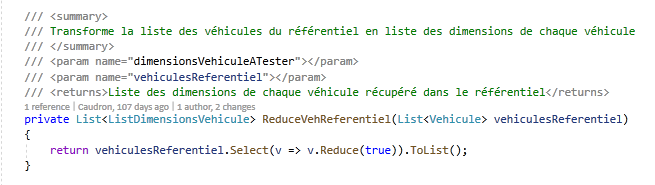 /// <summary>
/// Transforme la liste des véhicules du référentiel en liste des dimensions de chaque véhicule
/// </summary>
/// <param name="dimensionsVehiculeATester"></param>
/// <param name="vehiculesReferentiel"></param>
/// <returns>Liste des dimensions de chaque véhicule récupéré dans le référentiel</returns>
1 reference | Caudron, 107 days ago | 1 author, 2 changes
private List<ListDimensionsVehicule> ReduceVehReferentiel(List<Vehicule> vehiculesReferentiel)
{
    return vehiculesReferentiel.Select(v => v.Reduce(true)).ToList();
}